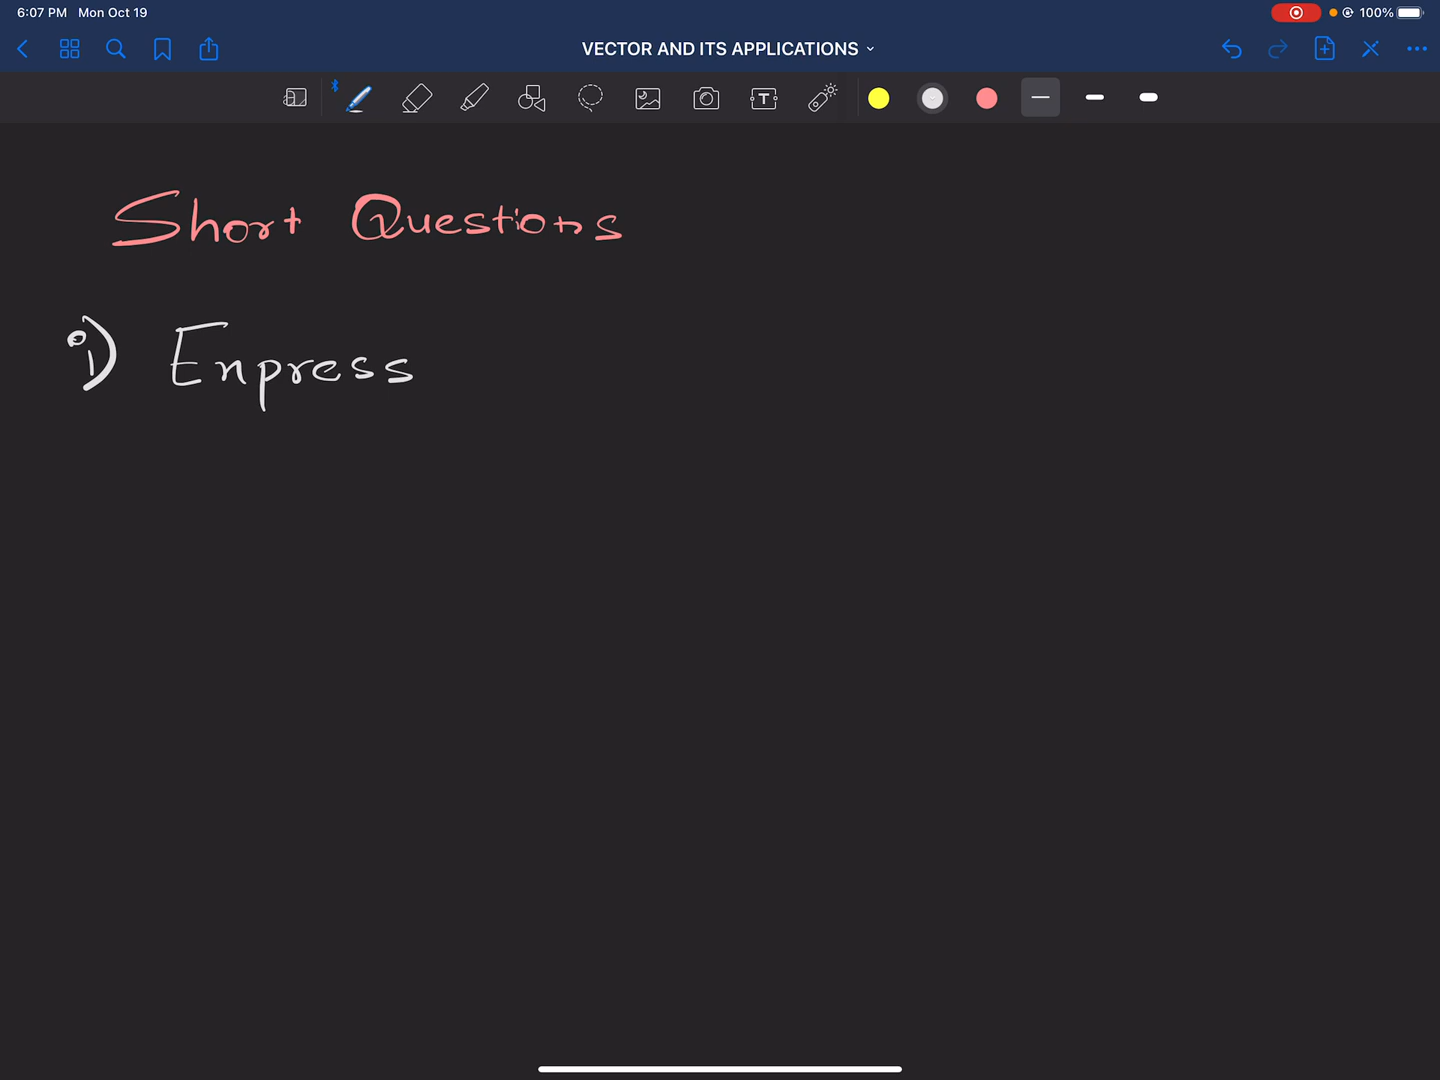 6:07 PM Mon Oct 19
100%
VECTOR AND ITS APPLICATIONS
T
Short Questions
i) Express